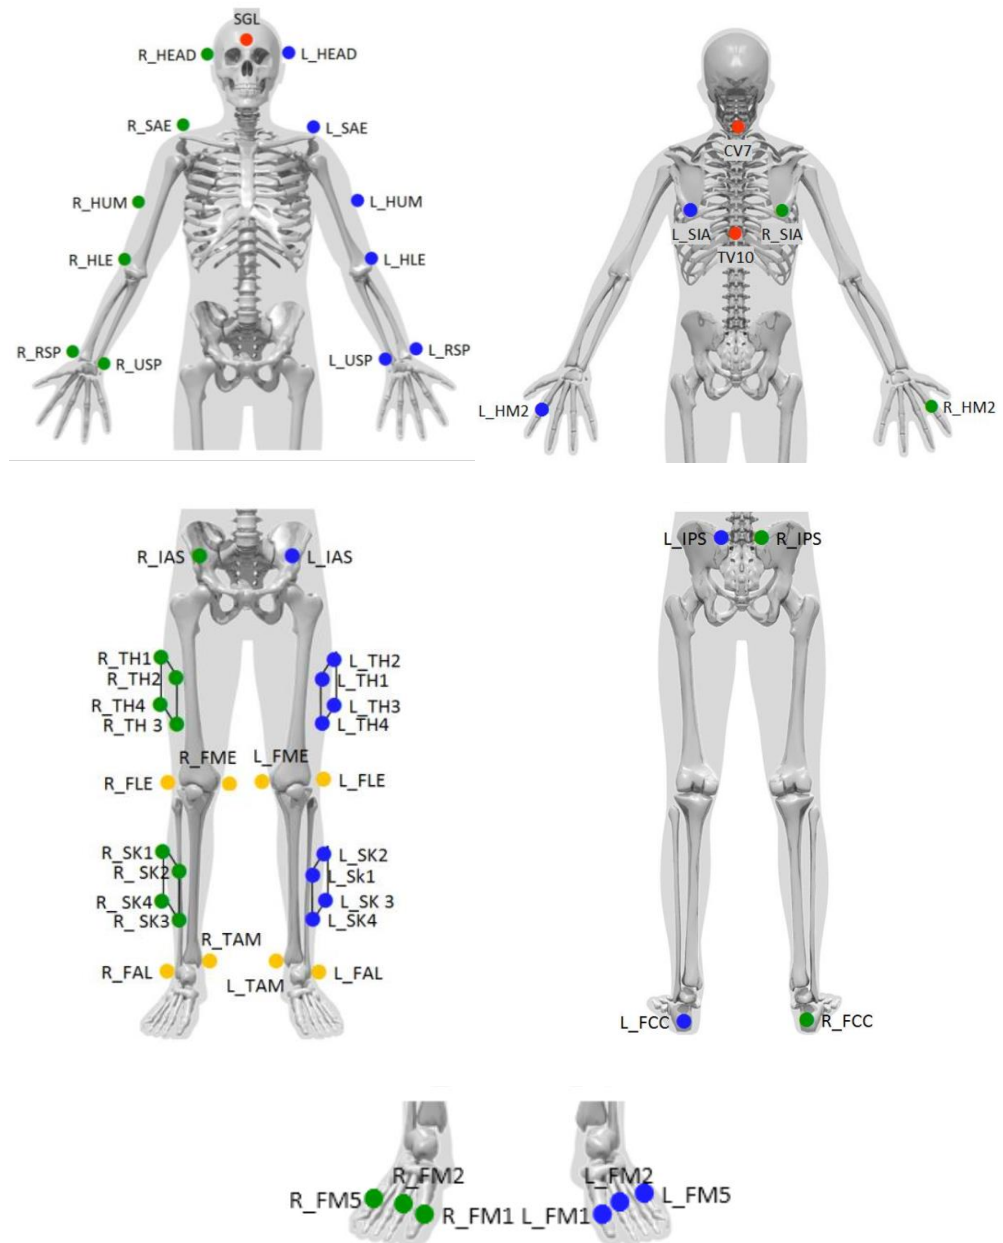 SGL
R_HEAD
L_HEAD
R_SAE
L_SAE
R_HUM
L_HUM
R_HLE
L_HLE
R_RSP
R_USP
L_USP
L_RSP
CV7
L_SIA
R_SIA
TV10
L_HM2
R_HM2
R_IAS
L_IAS
R_TH1
R_TH2
R_TH4
R_TH 3
L_TH2
L_TH1
L_TH3
L_TH4
R_FME
L_FME
R_FLE
L_FLE
R_SK1
R_ SK2
R_ SK4
R_ SK3
L_SK2
L_Sk1
L_SK 3
L_SK4
R_TAM
R_FAL
L_TAM
L_FAL
L_IPS
R_IPS
L_FCC
R_FCC
R_FM2
R_FM5
R_FM1
L_FM2
L_FM5
L_FM1